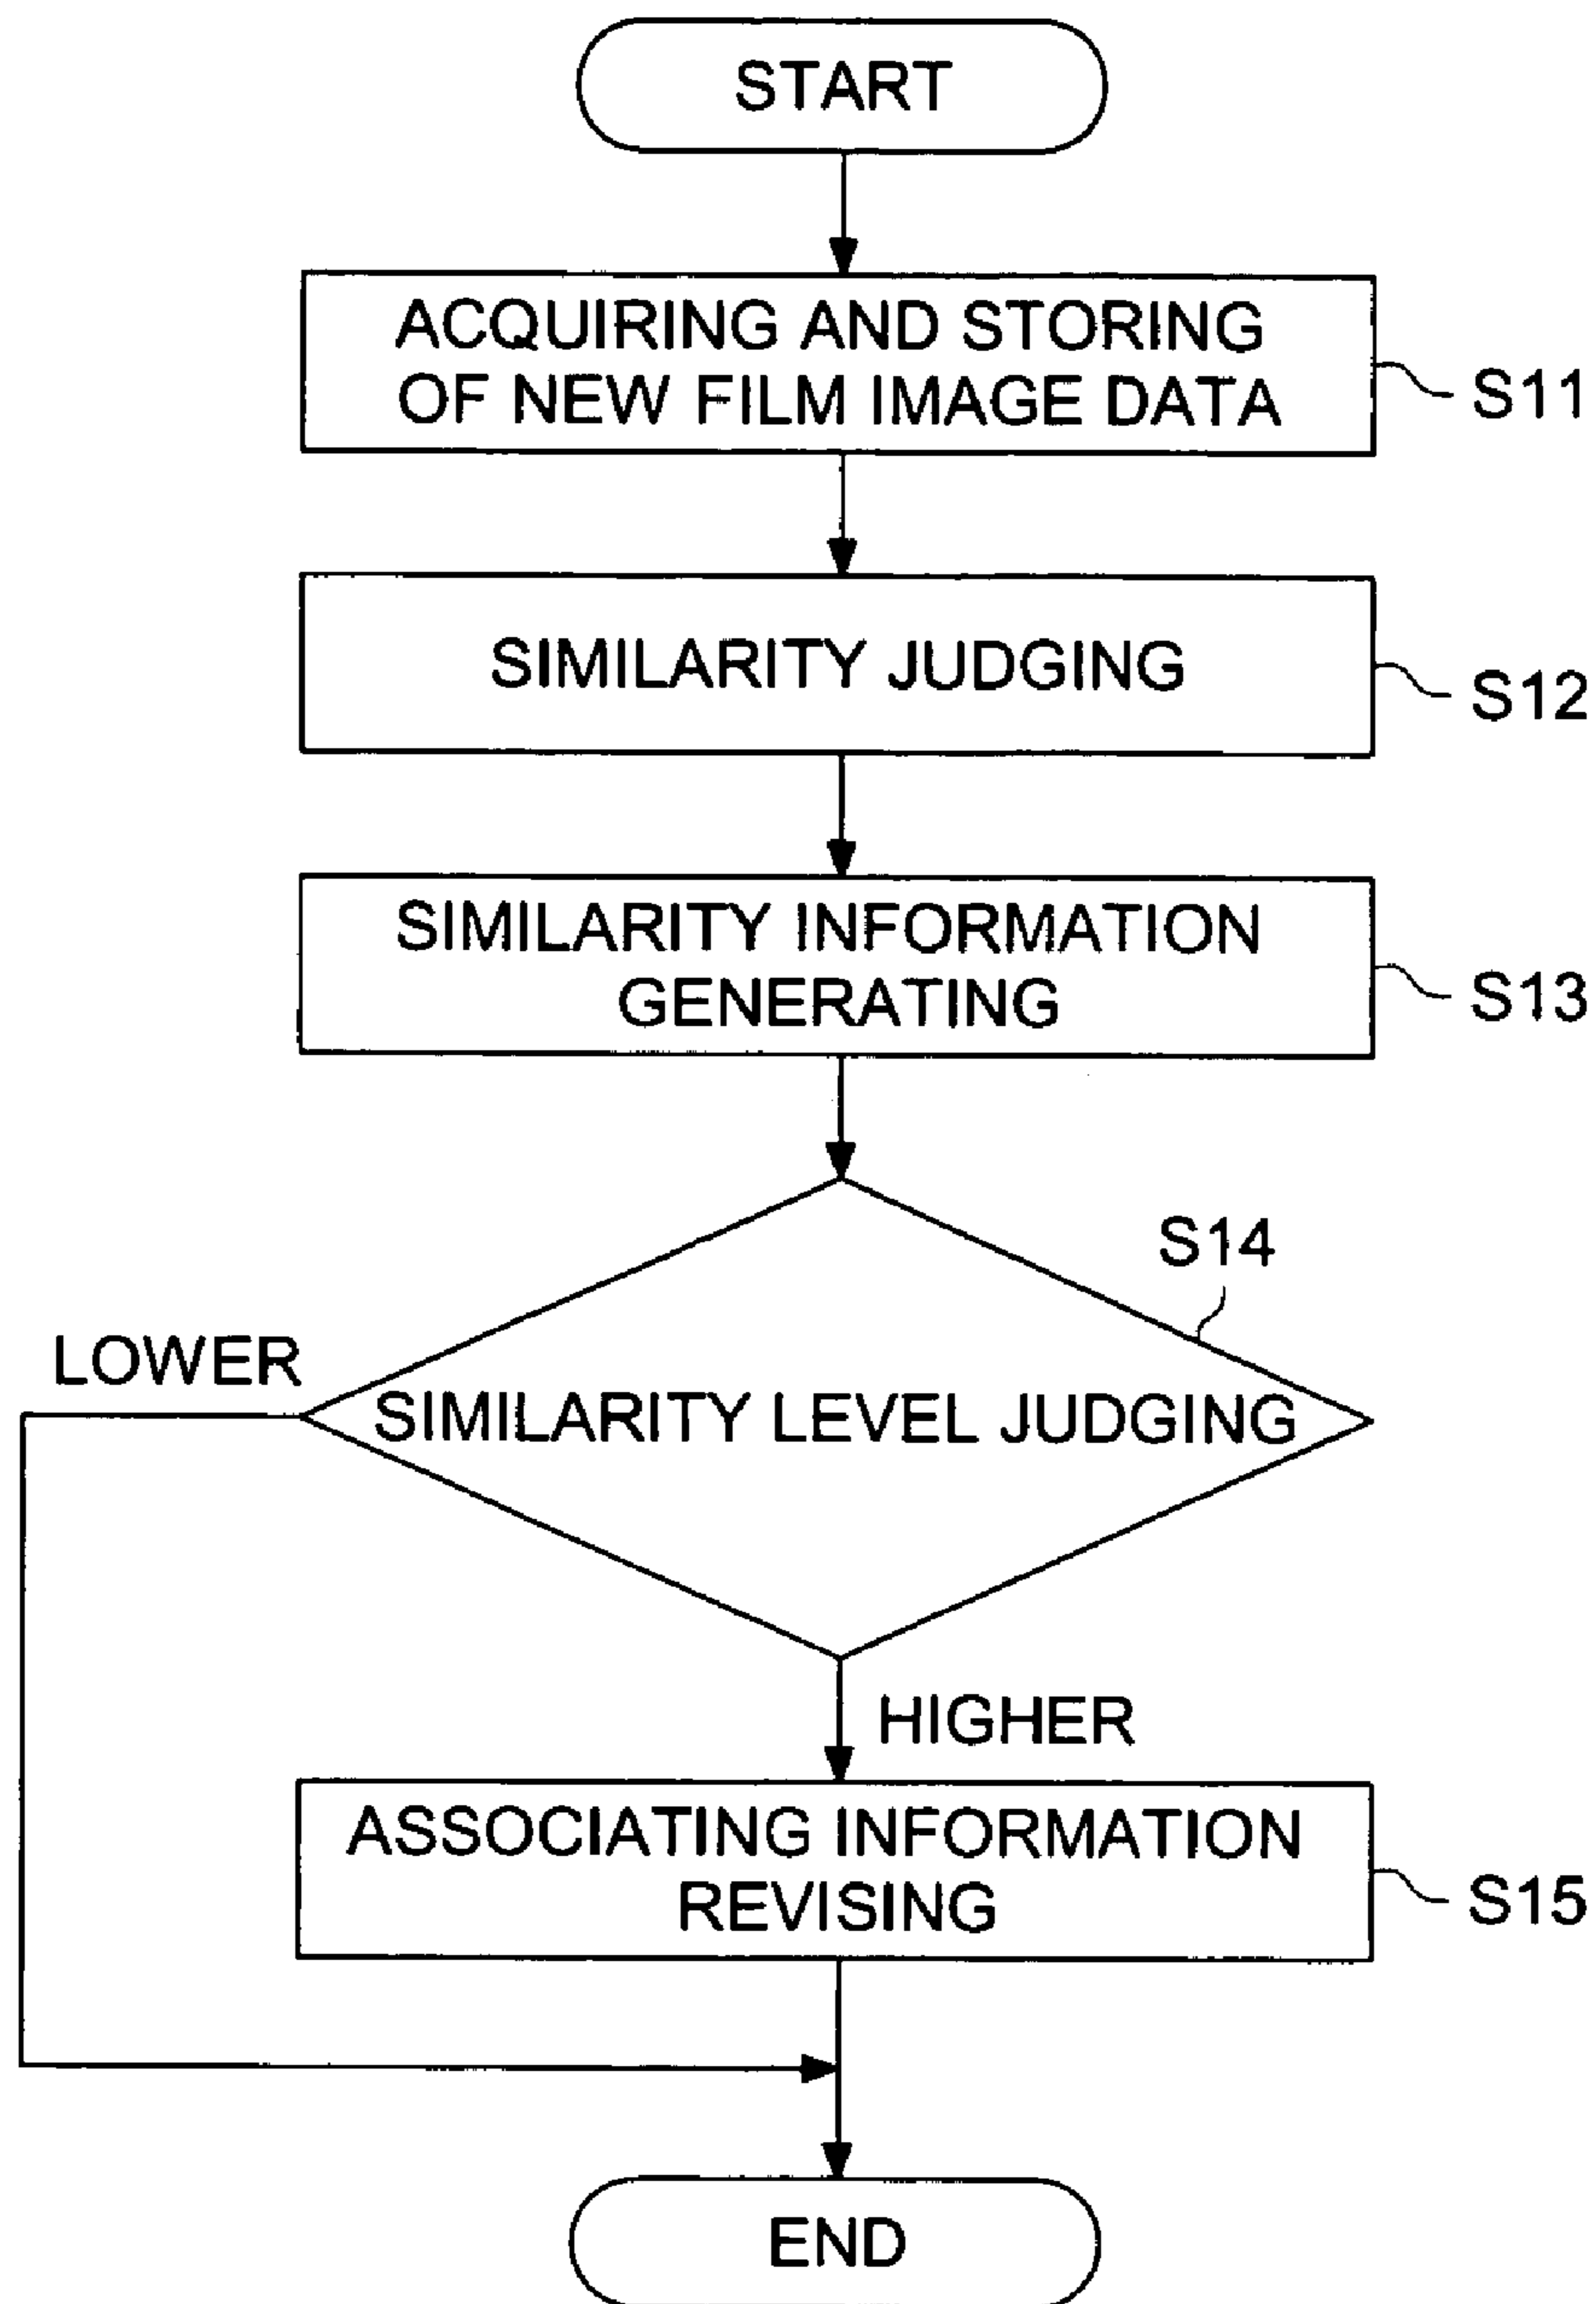 START
ACQUIRING AND STORING
OF NEW FILM IMAGE DATA
S11
SIMILARITY JUDGING
S12
SIMILARITY INFORMATION
GENERATING
S13
S14
LOWER
SIMILARITY LEVEL JUDGING
HIGHER
ASSOCIATING INFORMATION
REVISING
S15
END